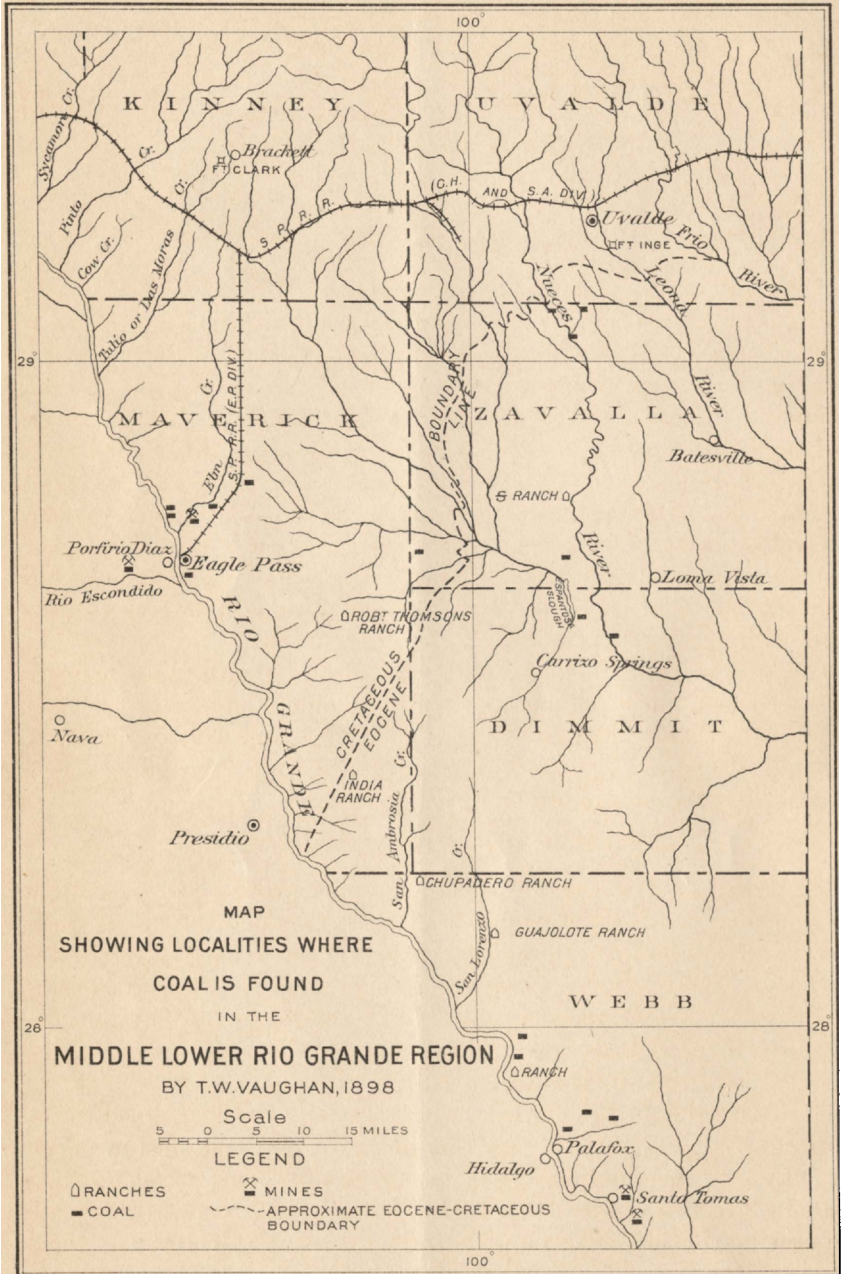 100°
KINNEY
UVALDE
Sycamore Cr.
Pinto Cr.
Brackett
FT CLARK
Cr.
(G.H. AND S.A. DIV.)
S. P. R. R.
Uvalde
FT INGE
Frio River
Cow Cr.
Tulio or Das Moras
Nueces
Leona
29°
29°
Cr.
S.P. R.R. (E.P. DIV.)
BOUNDARY LINE
River
MAVERICK
ZAVALLA
Batesville
Elm
S RANCH
Porfirio Diaz
Eagle Pass
River
Rio Escondido
Loma Vista
ESPANTOSA SLOUGH
RIO
ROBT THOMSONS
RANCH
Carrizo Springs
CRETACEOUS
EOCENE
DIMMIT
Nava
GRANDE
INDIA
RANCH
San Ambrosia Cr.
Presidio
Cr.
CHUPADERO RANCH
San Lorenzo
GUAJOLOTE RANCH
WEBB
MAP
SHOWING LOCALITIES WHERE
COAL IS FOUND
IN THE
28°
28°
MIDDLE LOWER RIO GRANDE REGION
RANCH
BY T.W. VAUGHAN, 1898
Scale
5 0 5 10 15 MILES
Palafox
Hidalgo
LEGEND
RANCHES
MINES
COAL
APPROXIMATE EOCENE-CRETACEOUS
BOUNDARY
Santo Tomas
100°